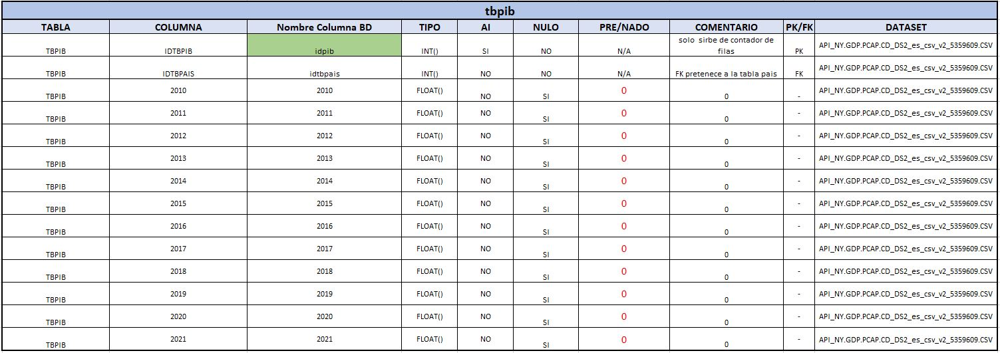 tbpib
TABLA COLUMNA Nombre Columna BD TIPO AI NULO PRE/NADO COMENTARIO PK/FK DATASET
TBPIB IDTBPIB idpib INT() SI NO N/A solo sirbe de contador de filas PK API_NY.GDP.PCAP.CD_DS2_es_csv_v2_5359609.CSV
TBPIB IDTBPAIS idtbpais INT() NO NO N/A FK pretenece a la tabla pais FK API_NY.GDP.PCAP.CD_DS2_es_csv_v2_5359609.CSV
TBPIB 2010 2010 FLOAT() NO SI 0 0 - API_NY.GDP.PCAP.CD_DS2_es_csv_v2_5359609.CSV
TBPIB 2011 2011 FLOAT() NO SI 0 0 - API_NY.GDP.PCAP.CD_DS2_es_csv_v2_5359609.CSV
TBPIB 2012 2012 FLOAT() NO SI 0 0 - API_NY.GDP.PCAP.CD_DS2_es_csv_v2_5359609.CSV
TBPIB 2013 2013 FLOAT() NO SI 0 0 - API_NY.GDP.PCAP.CD_DS2_es_csv_v2_5359609.CSV
TBPIB 2014 2014 FLOAT() NO SI 0 0 - API_NY.GDP.PCAP.CD_DS2_es_csv_v2_5359609.CSV
TBPIB 2015 2015 FLOAT() NO SI 0 0 - API_NY.GDP.PCAP.CD_DS2_es_csv_v2_5359609.CSV
TBPIB 2016 2016 FLOAT() NO SI 0 0 - API_NY.GDP.PCAP.CD_DS2_es_csv_v2_5359609.CSV
TBPIB 2017 2017 FLOAT() NO SI 0 0 - API_NY.GDP.PCAP.CD_DS2_es_csv_v2_5359609.CSV
TBPIB 2018 2018 FLOAT() NO SI 0 0 - API_NY.GDP.PCAP.CD_DS2_es_csv_v2_5359609.CSV
TBPIB 2019 2019 FLOAT() NO SI 0 0 - API_NY.GDP.PCAP.CD_DS2_es_csv_v2_5359609.CSV
TBPIB 2020 2020 FLOAT() NO SI 0 0 - API_NY.GDP.PCAP.CD_DS2_es_csv_v2_5359609.CSV
TBPIB 2021 2021 FLOAT() NO SI 0 0 - API_NY.GDP.PCAP.CD_DS2_es_csv_v2_5359609.CSV